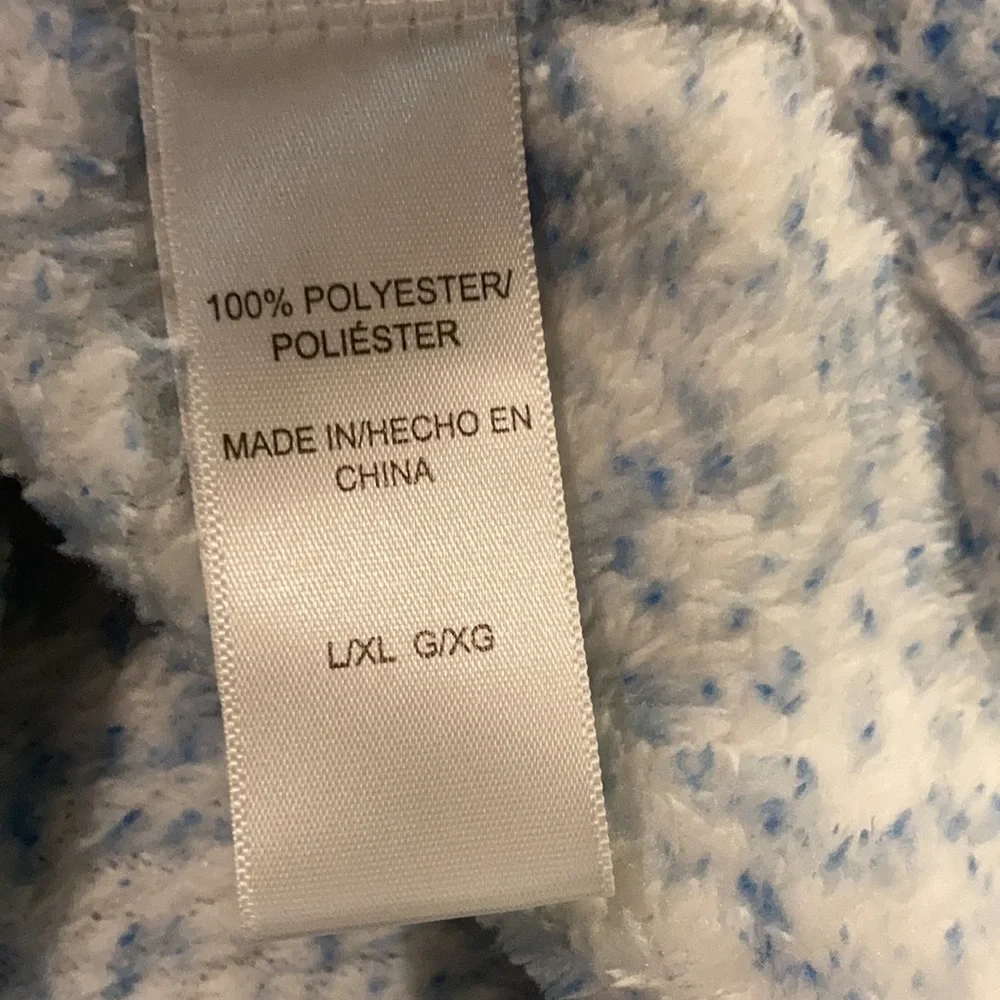 100% POLYESTER/
POLIÉSTER
MADE IN/HECHO EN
CHINA
L/XL G/XG